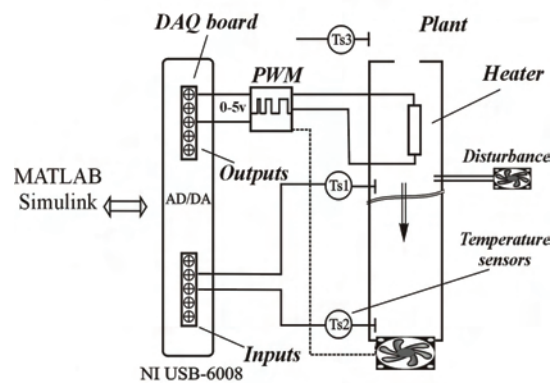 DAQ board
Ts3
Plant
PWM
Heater
0-5v
Disturbance
Outputs
MATLAB
Simulink
AD/DA
Ts1
Temperature
sensors
Ts2
Inputs
NI USB-6008